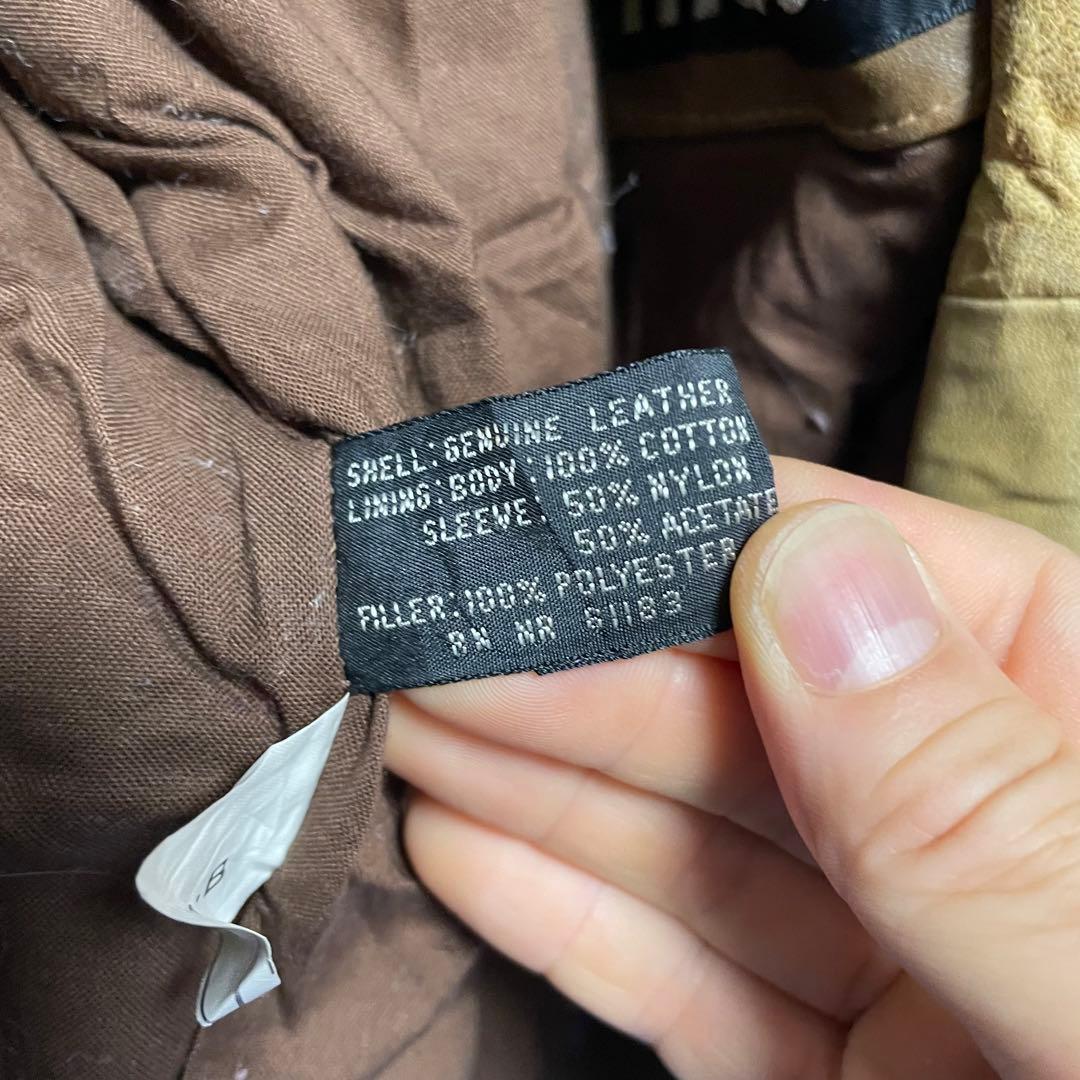 SHELL:GENUINE LEATHER
LINING:BODY:100% COTTON
SLEEVE: 50% NYLON
50% ACETATE
FILLER:100% POLYESTER
RN NR 61183